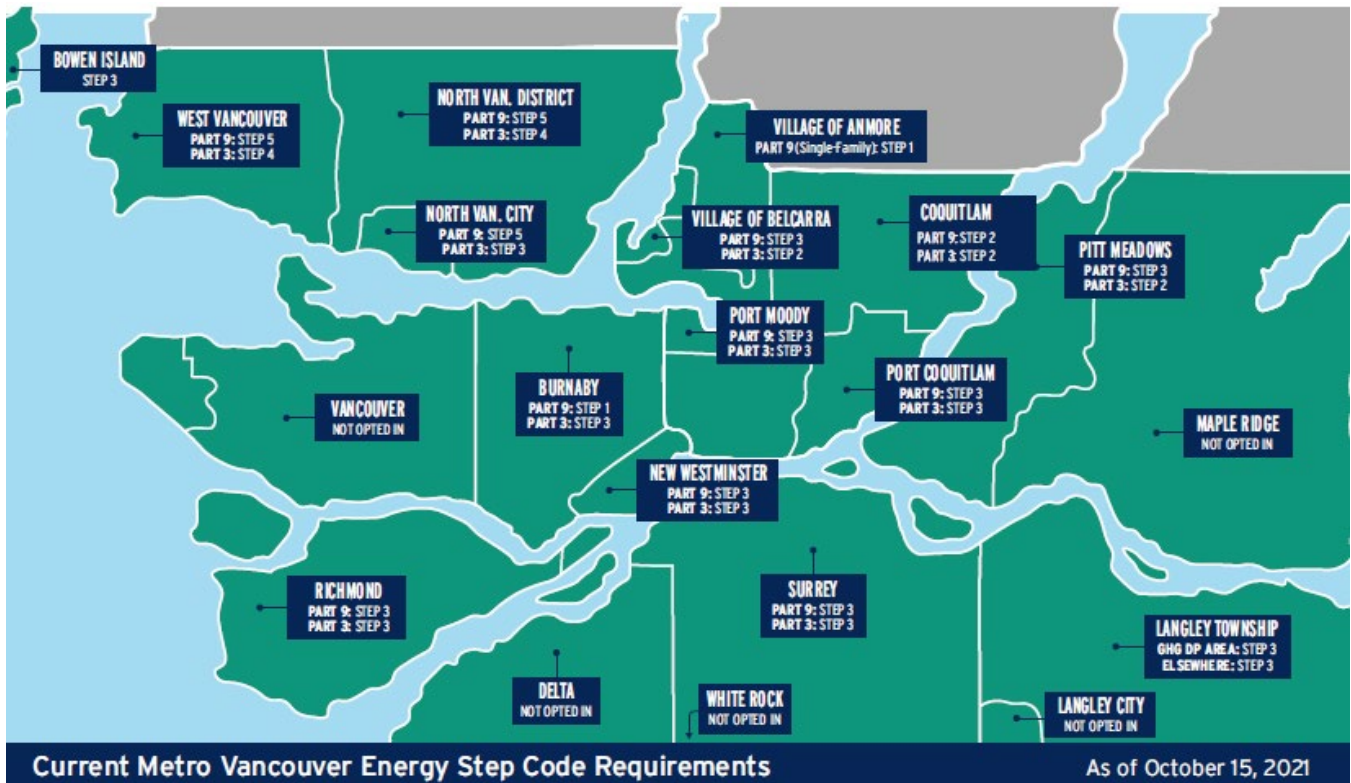 BOWEN ISLAND
STEP 3
WEST VANCOUVER
PART 9: STEP 5
PART 3: STEP 4
NORTH VAN. DISTRICT
PART 9: STEP 5
PART 3: STEP 4
VILLAGE OF ANMORE
PART 9 (Single-Family): STEP 1
NORTH VAN. CITY
PART 9: STEP 5
PART 3: STEP 3
VILLAGE OF BELCARRA
PART 9: STEP 3
PART 3: STEP 2
COQUITLAM
PART 9: STEP 2
PART 3: STEP 2
PITT MEADOWS
PART 9: STEP 3
PART 3: STEP 2
PORT MOODY
PART 9: STEP 3
PART 3: STEP 3
BURNABY
PART 9: STEP 1
PART 3: STEP 3
PORT COQUITLAM
PART 9: STEP 3
PART 3: STEP 3
VANCOUVER
NOT OPTED IN
MAPLE RIDGE
NOT OPTED IN
NEW WESTMINSTER
PART 9: STEP 3
PART 3: STEP 3
RICHMOND
PART 9: STEP 3
PART 3: STEP 3
SURREY
PART 9: STEP 3
PART 3: STEP 3
LANGLEY TOWNSHIP
GHG DP AREA: STEP 3
ELSEWHERE: STEP 3
DELTA
NOT OPTED IN
WHITE ROCK
NOT OPTED IN
LANGLEY CITY
NOT OPTED IN
Current Metro Vancouver Energy Step Code Requirements
As of October 15, 2021